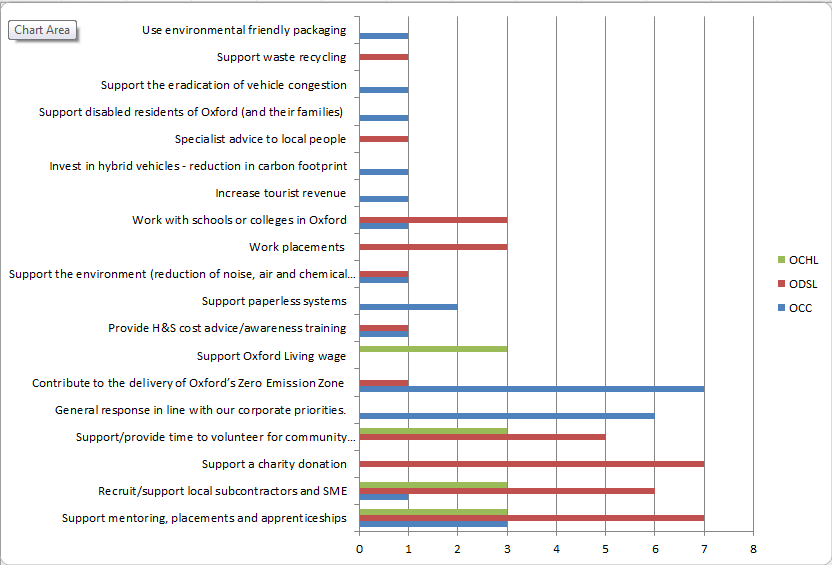 Chart Area
Use environmental friendly packaging
Support waste recycling
Support the eradication of vehicle congestion
Support disabled residents of Oxford (and their families)
Specialist advice to local people
Invest in hybrid vehicles - reduction in carbon footprint
Increase tourist revenue
Work with schools or colleges in Oxford
Work placements
Support the environment (reduction of noise, air and chemical...
Support paperless systems
Provide H&S cost advice/awareness training
Support Oxford Living wage
Contribute to the delivery of Oxford's Zero Emission Zone
General response in line with our corporate priorities.
Support/provide time to volunteer for community...
Support a charity donation
Recruit/support local subcontractors and SME
Support mentoring, placements and apprenticeships
0 1 2 3 4 5 6 7 8
OCHL
ODSL
OCC